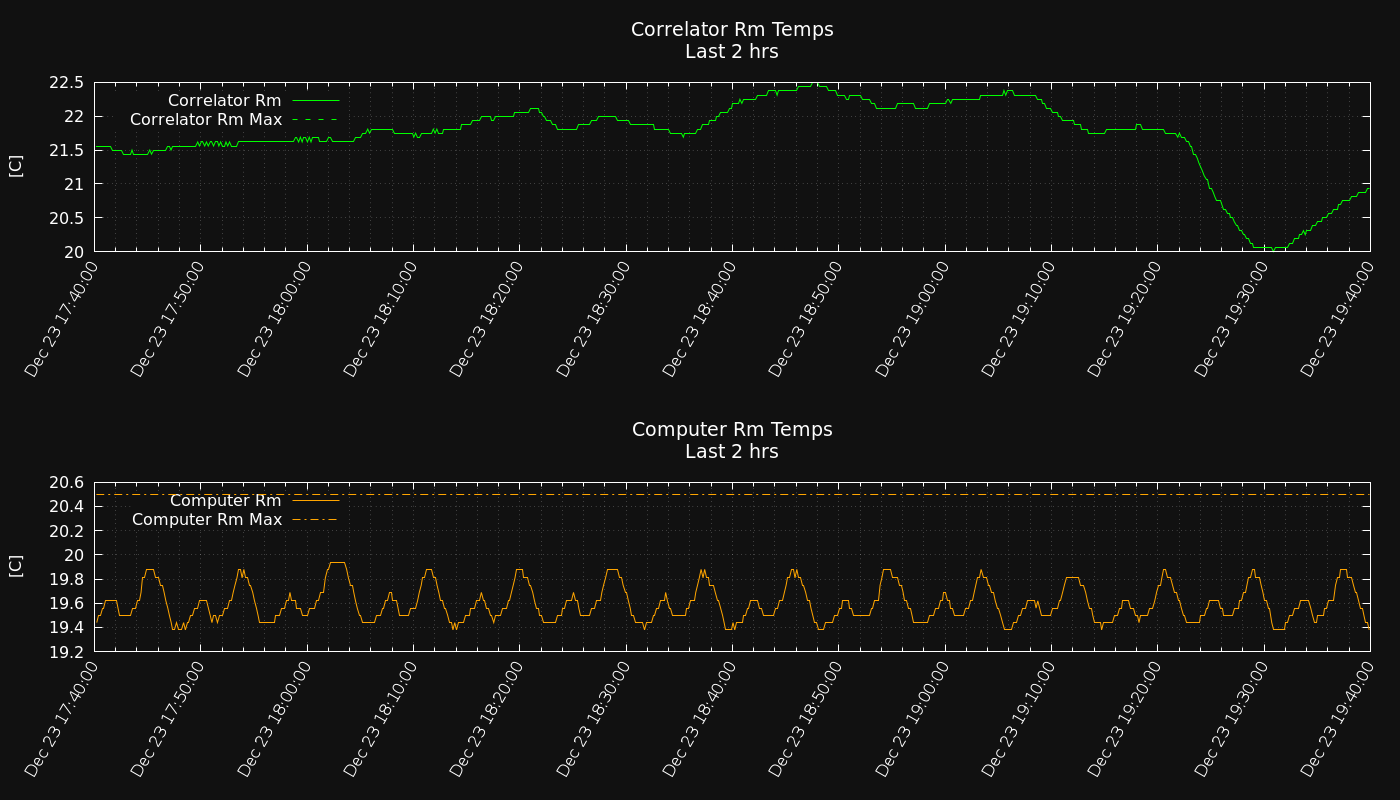 Correlator Rm Temps
Last 2 hrs
22.5
22
21.5
21
20.5
20
[C]
Correlator Rm
Correlator Rm Max
Dec 23 17:40:00
Dec 23 17:50:00
Dec 23 18:00:00
Dec 23 18:10:00
Dec 23 18:20:00
Dec 23 18:30:00
Dec 23 18:40:00
Dec 23 18:50:00
Dec 23 19:00:00
Dec 23 19:10:00
Dec 23 19:20:00
Dec 23 19:30:00
Dec 23 19:40:00
Computer Rm Temps
Last 2 hrs
20.6
20.4
20.2
20
19.8
19.6
19.4
19.2
[C]
Computer Rm
Computer Rm Max
Dec 23 17:40:00
Dec 23 17:50:00
Dec 23 18:00:00
Dec 23 18:10:00
Dec 23 18:20:00
Dec 23 18:30:00
Dec 23 18:40:00
Dec 23 18:50:00
Dec 23 19:00:00
Dec 23 19:10:00
Dec 23 19:20:00
Dec 23 19:30:00
Dec 23 19:40:00